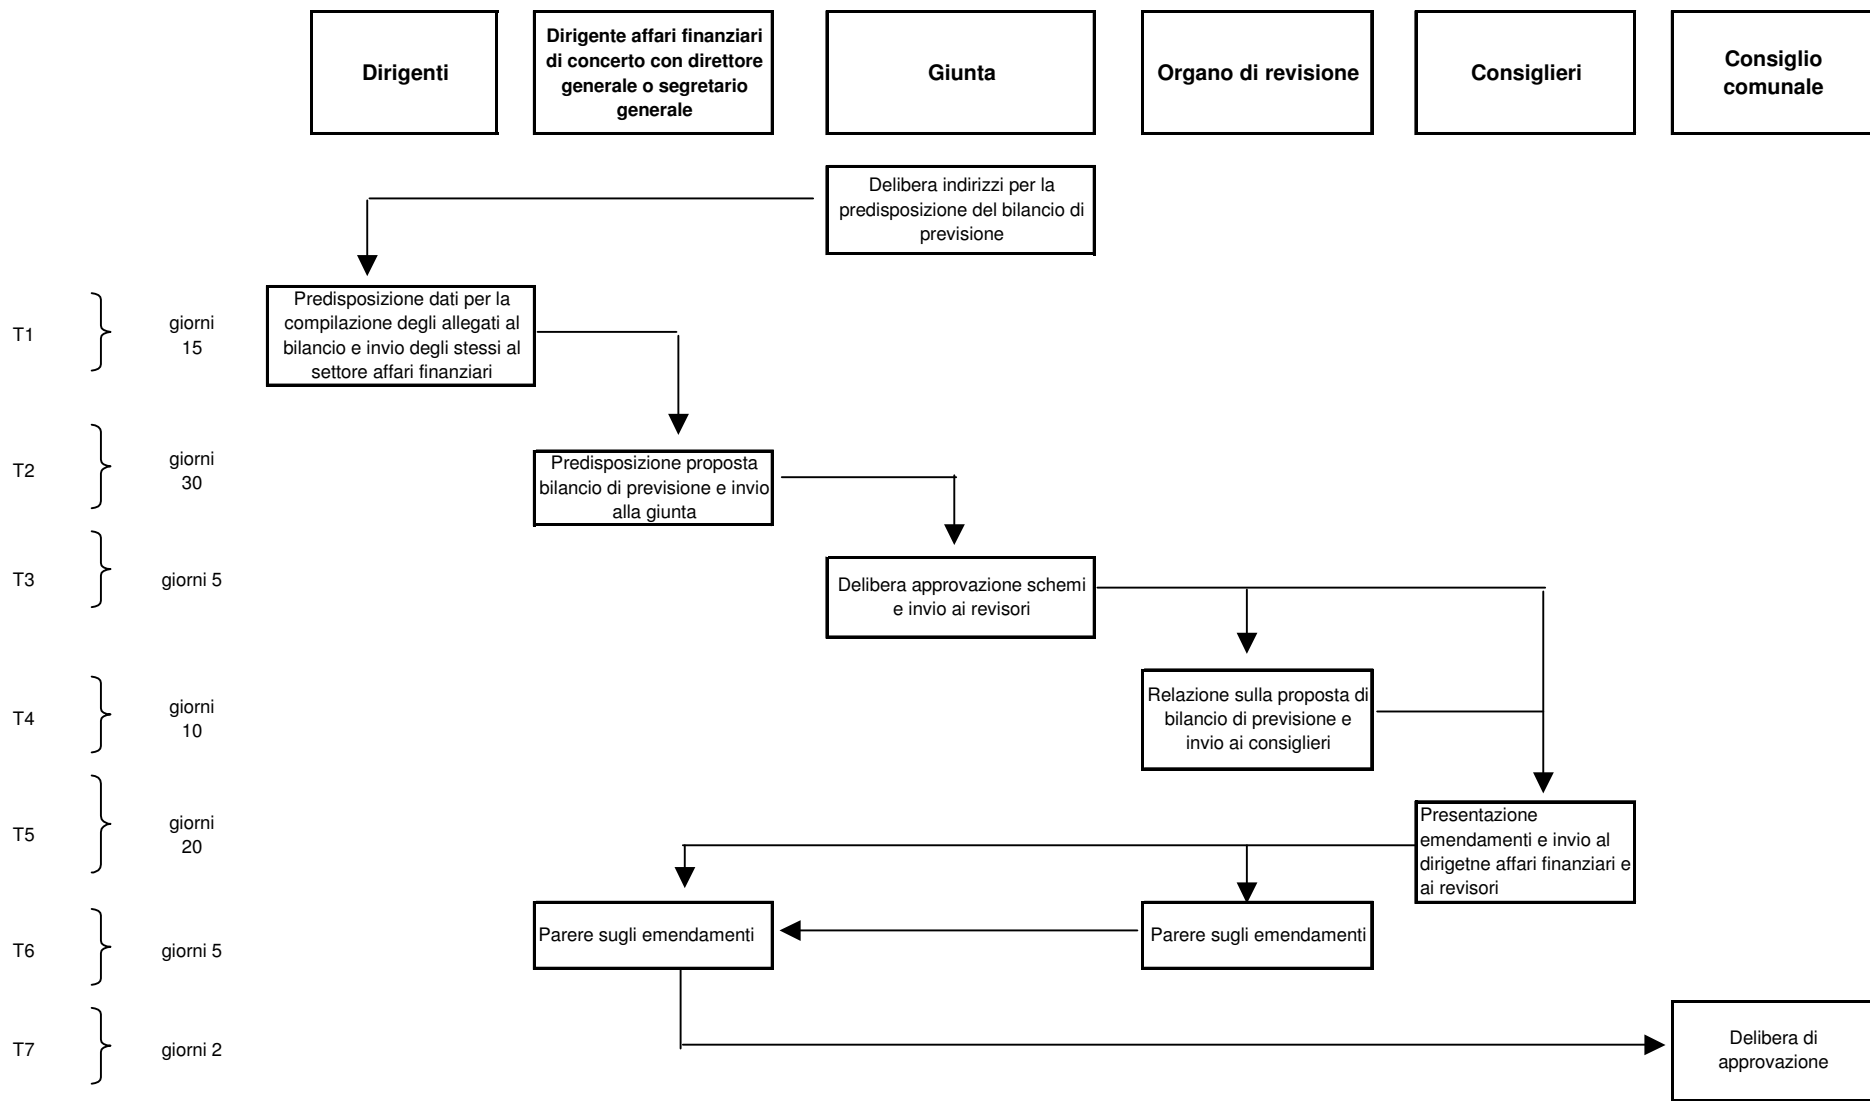 Dirigenti
Dirigente affari finanziari
di concerto con direttore
generale o segretario
generale
Giunta
Organo di revisione
Consiglieri
Consiglio
comunale
Delibera indirizzi per la
predisposizione del bilancio di
previsione
T1
giorni
15
Predisposizione dati per la
compilazione degli allegati al
bilancio e invio degli stessi al
settore affari finanziari
T2
giorni
30
Predisposizione proposta
bilancio di previsione e invio
alla giunta
T3
giorni 5
Delibera approvazione schemi
e invio ai revisori
T4
giorni
10
Relazione sulla proposta di
bilancio di previsione e
invio ai consiglieri
T5
giorni
20
Presentazione
emendamenti e invio al
dirigetne affari finanziari e
ai revisori
T6
giorni 5
Parere sugli emendamenti
Parere sugli emendamenti
T7
giorni 2
Delibera di
approvazione